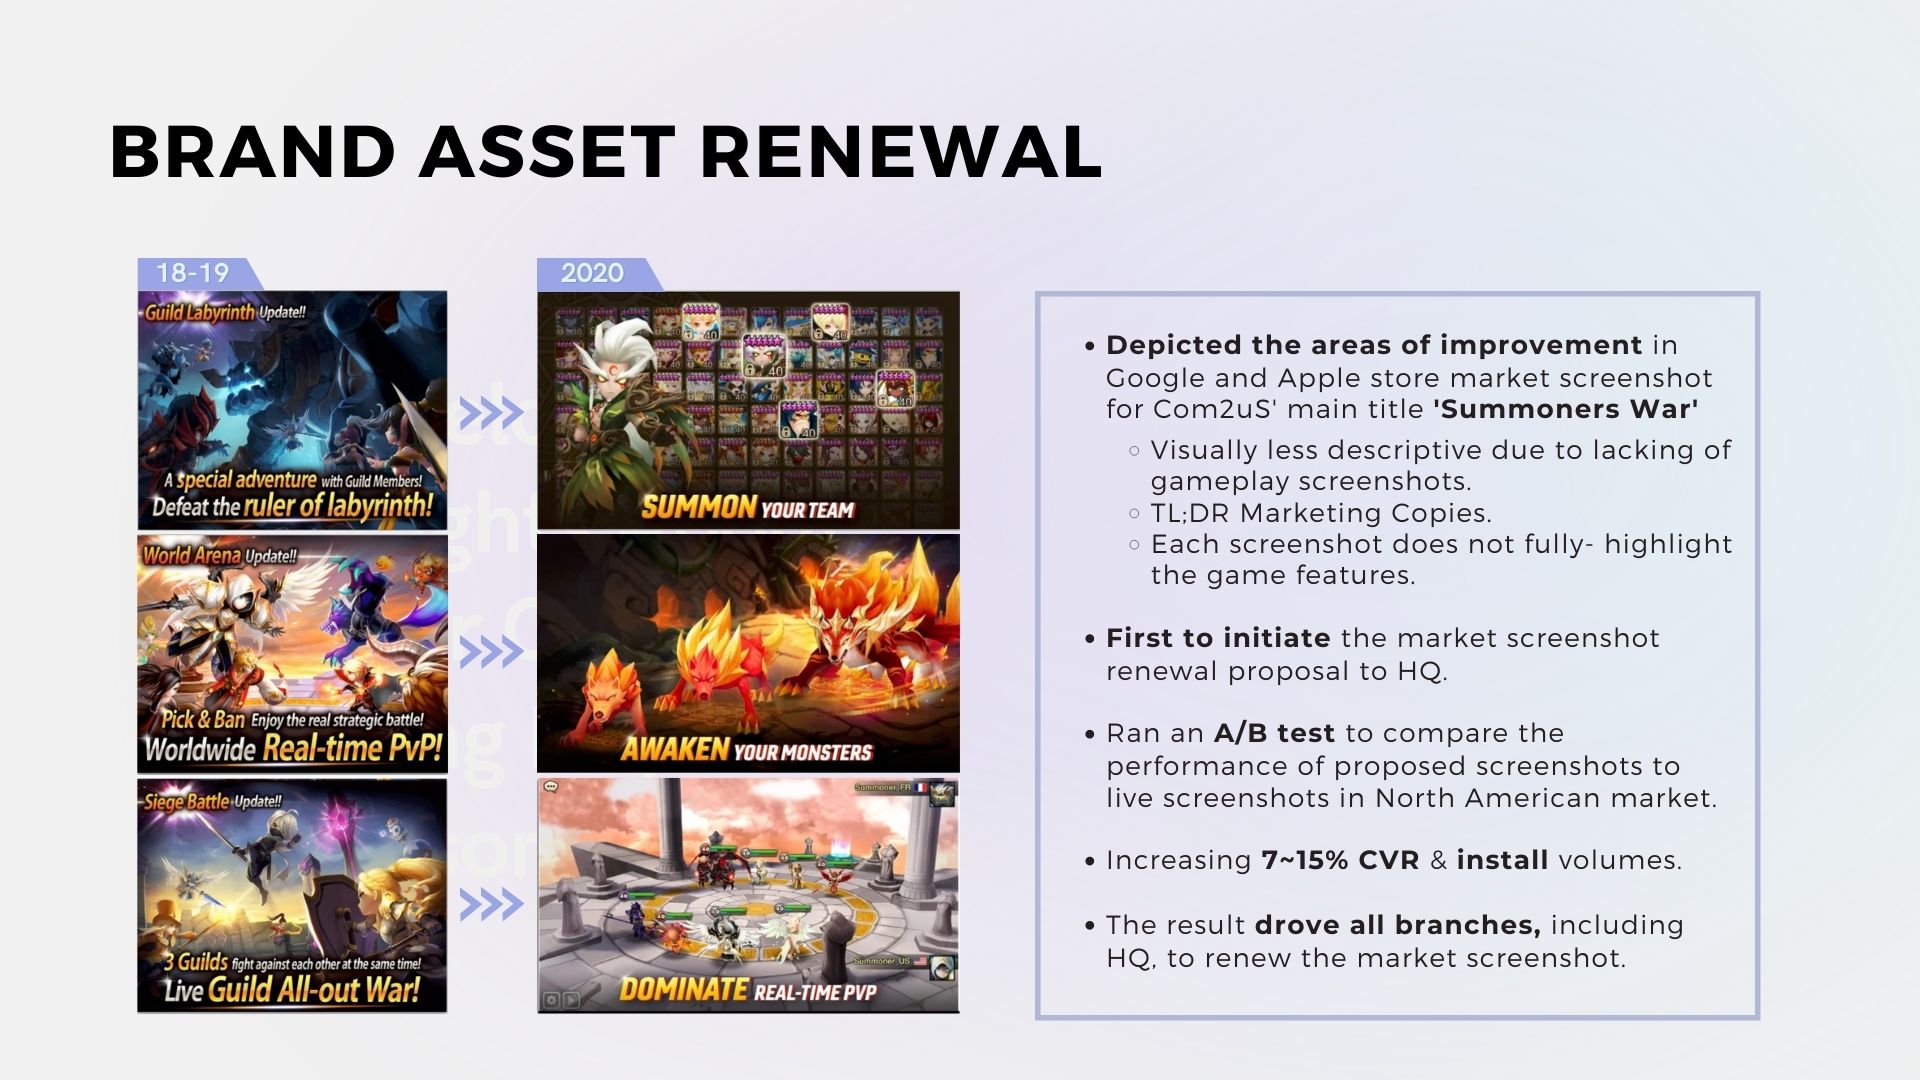 BRAND ASSET RENEWAL
18-19
Guild Labyrinth Update!!
A special adventure with Guild Members!
Defeat the ruler of labyrinth!
World Arena Update!!
Pick & Ban Enjoy the real strategic battle!
Worldwide Real-time PvP!
Siege Battle Update!!
3 Guilds fight against each other at the same time!
Live Guild All-out War!
2020
40
40
40
40
40
SUMMON YOUR TEAM
AWAKEN YOUR MONSTERS
Summoner FR
Summoner US
DOMINATE REAL-TIME PVP
• Depicted the areas of improvement in
Google and Apple store market screenshot
for Com2uS' main title 'Summoners War'
◦ Visually less descriptive due to lacking of
gameplay screenshots.
◦ TL;DR Marketing Copies.
◦ Each screenshot does not fully- highlight
the game features.
• First to initiate the market screenshot
renewal proposal to HQ.
• Ran an A/B test to compare the
performance of proposed screenshots to
live screenshots in North American market.
• Increasing 7~15% CVR & install volumes.
• The result drove all branches, including
HQ, to renew the market screenshot.